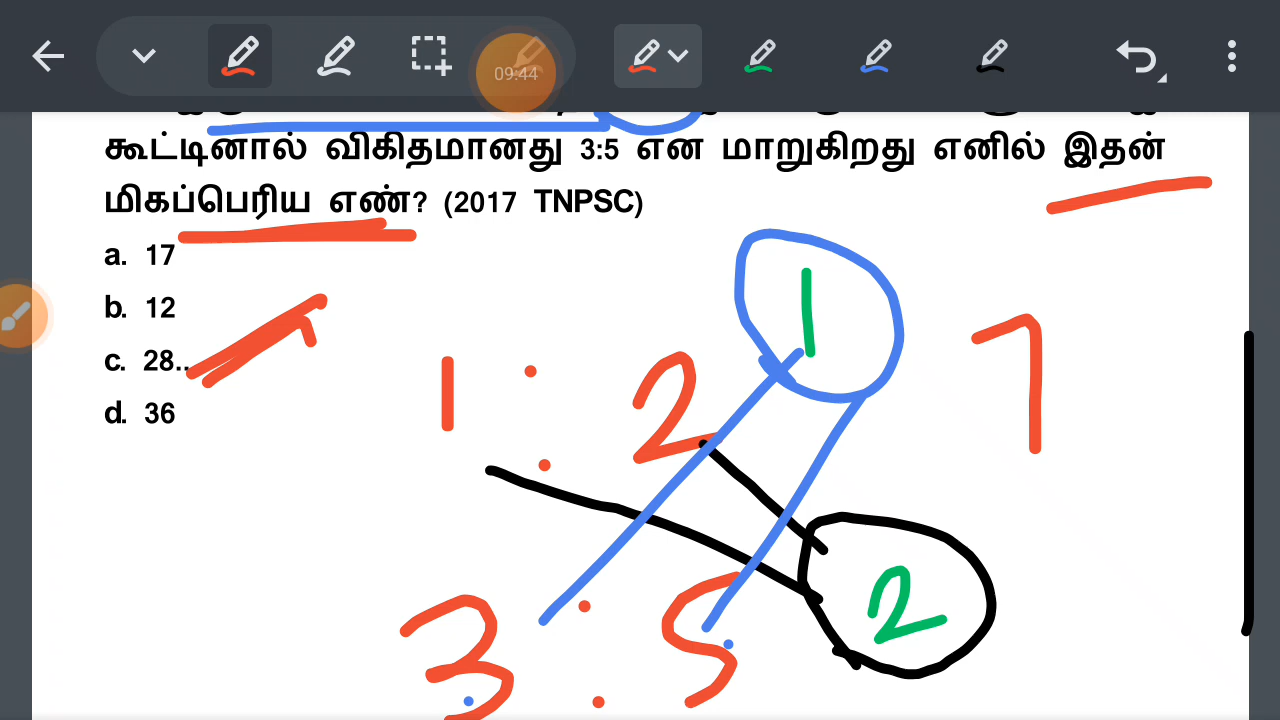 09:44
கூட்டினால் விகிதமானது 3:5 என மாறுகிறது எனில் இதன்
மிகப்பெரிய எண்? (2017 TNPSC)
a. 17
b. 12
c. 28..
d. 36
1 : 2
1
7
2
3 : 5